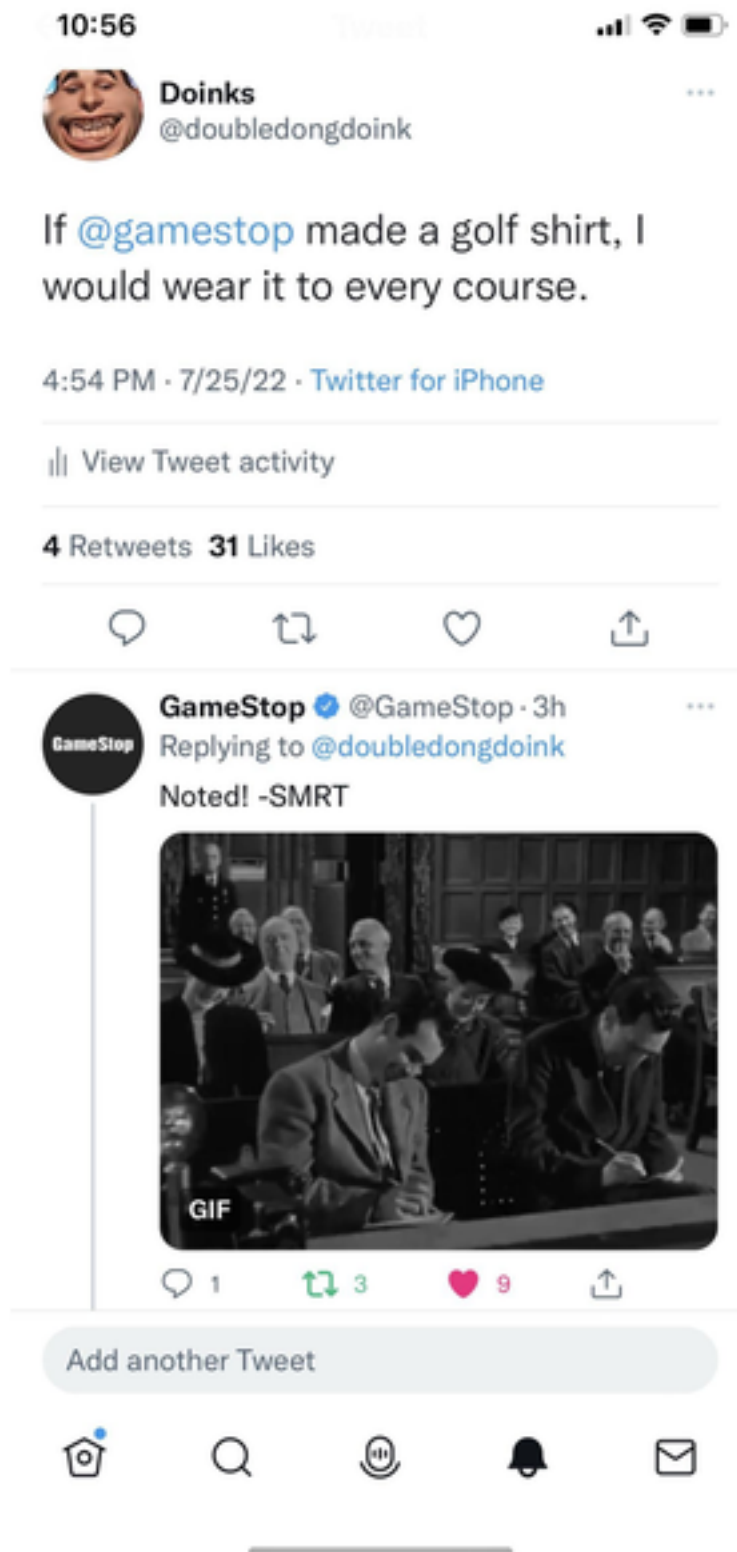 10:56
Doinks
@doubledongdoink
If @gamestop made a golf shirt, I
would wear it to every course.
4:54 PM · 7/25/22 · Twitter for iPhone
View Tweet activity
4 Retweets 31 Likes
GameStop
GameStop @GameStop · 3h
Replying to @doubledongdoink
Noted! -SMRT
GIF
1 3 9
Add another Tweet